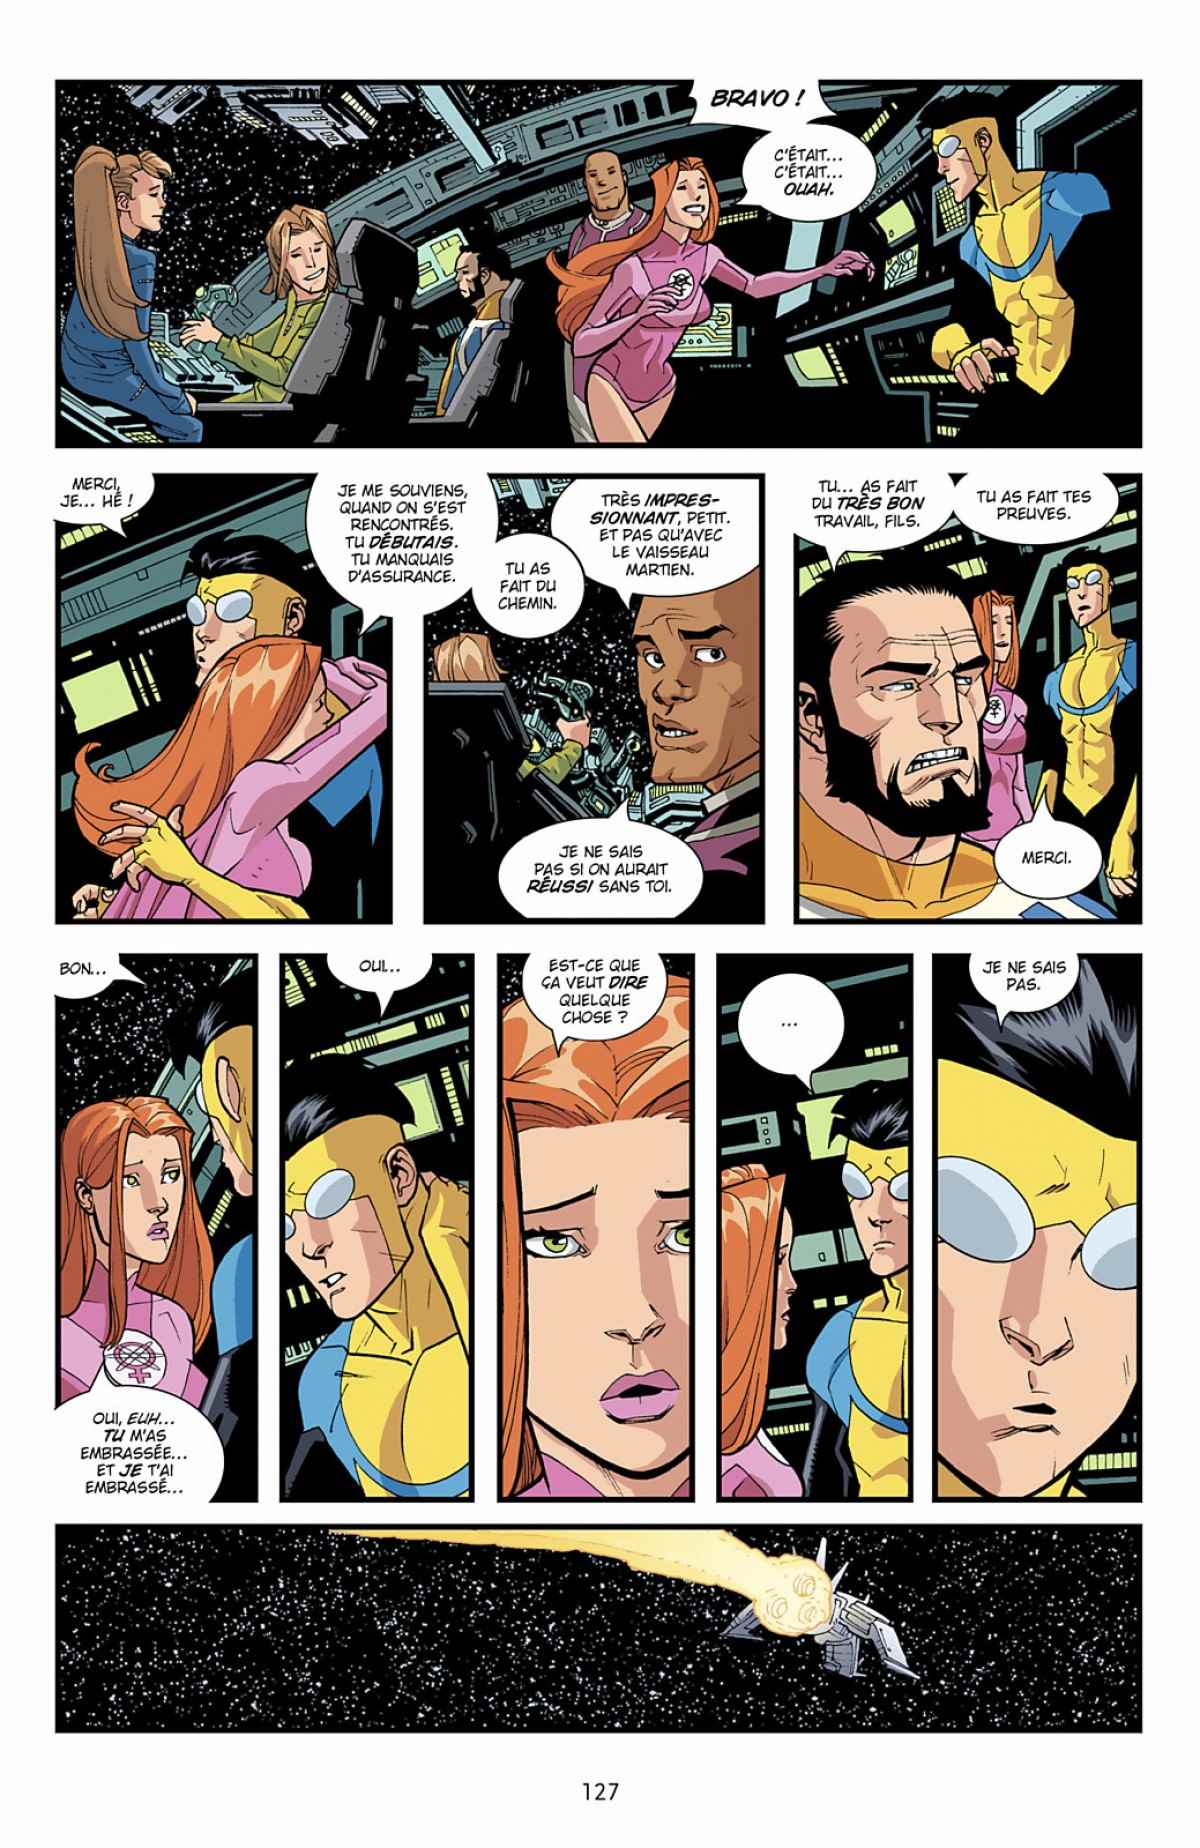 BRAVO !
C'ÉTAIT...
C'ÉTAIT...
OUAH.
MERCI,
JE... HÉ !
JE ME SOUVIENS,
QUAND ON S'EST
RENCONTRÉS.
TU DÉBUTAIS.
TU MANQUAIS
D'ASSURANCE.
TU AS
FAIT DU
CHEMIN.
TRÈS IMPRES-
SIONNANT, PETIT.
ET PAS QU'AVEC
LE VAISSEAU
MARTIEN.
JE NE SAIS
PAS SI ON AURAIT
RÉUSSI SANS TOI.
TU... AS FAIT
DU TRÈS BON
TRAVAIL, FILS.
TU AS FAIT TES
PREUVES.
MERCI.
BON...
OUI, EUH...
TU M'AS
EMBRASSÉE...
ET JE T'AI
EMBRASSÉ...
OUI...
EST-CE QUE
ÇA VEUT DIRE
QUELQUE
CHOSE ?
...
JE NE SAIS
PAS.
127